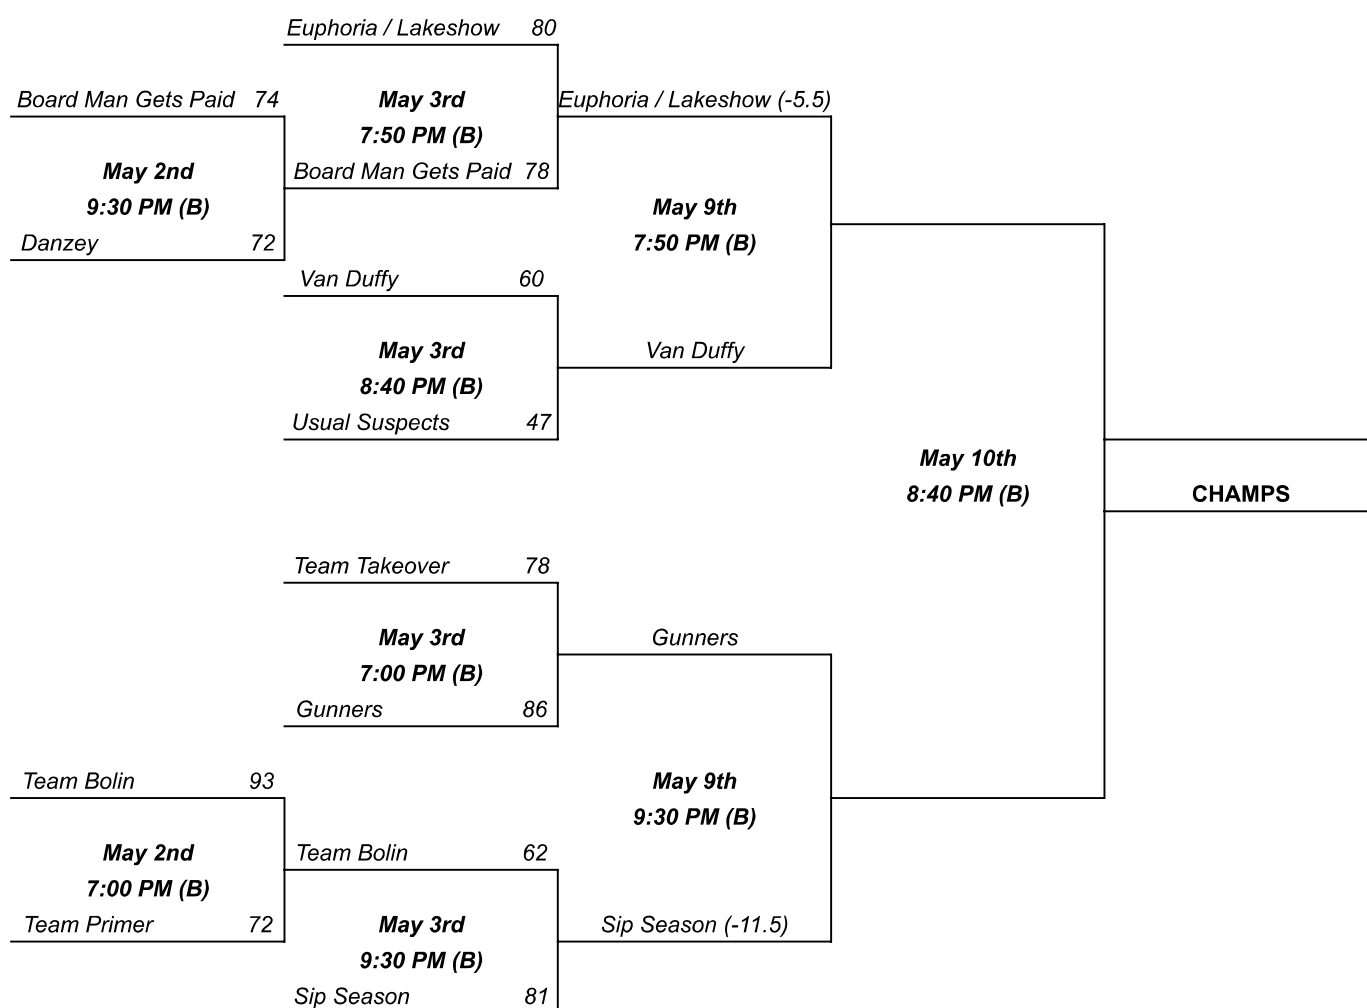 Euphoria / Lakeshow 80
Board Man Gets Paid 74
May 3rd
Euphoria / Lakeshow (-5.5)
7:50 PM (B)
May 2nd
Board Man Gets Paid 78
9:30 PM (B)
May 9th
Danzey 72
7:50 PM (B)
Van Duffy 60
May 3rd
Van Duffy
8:40 PM (B)
Usual Suspects 47
May 10th
8:40 PM (B)
CHAMPS
Team Takeover 78
May 3rd
Gunners
7:00 PM (B)
Gunners 86
Team Bolin 93
May 9th
9:30 PM (B)
May 2nd
Team Bolin 62
7:00 PM (B)
Team Primer 72
May 3rd
Sip Season (-11.5)
9:30 PM (B)
Sip Season 81